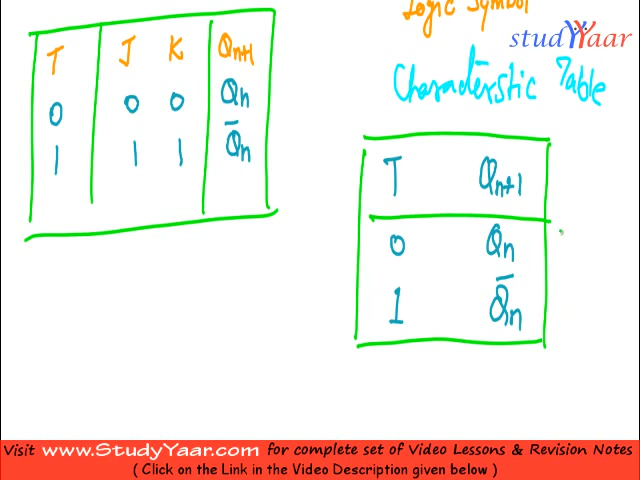 Logic Symbol
studYYaar
Characteristic Table
T J K Qn+1
0 0 0 Qn
1 1 1 Q̅n
T Qn+1
0 Qn
1 Q̅n
Visit www.StudyYaar.com for complete set of Video Lessons & Revision Notes
( Click on the Link in the Video Description given below )